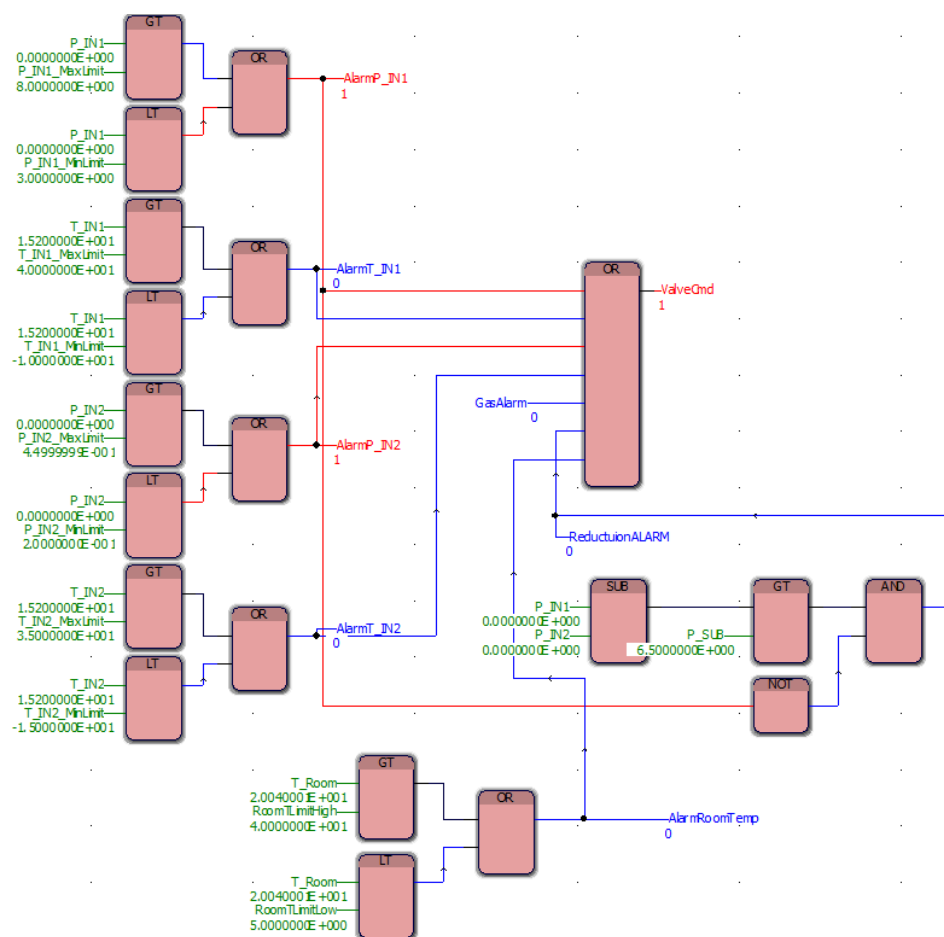 GT
P_IN1
0.0000000E+000
P_IN1_MaxLimit
8.0000000E+000
OR
AlarmP_IN1
1
LT
P_IN1
0.0000000E+000
P_IN1_MinLimit
3.0000000E+000
GT
T_IN1
1.5200000E+001
T_IN1_MaxLimit
4.0000000E+001
OR
AlarmT_IN1
0
LT
T_IN1
1.5200000E+001
T_IN1_MinLimit
-1.0000000E+001
OR
ValveCmd
1
GT
P_IN2
0.0000000E+000
P_IN2_MaxLimit
4.4999999E-001
GasAlarm
0
OR
AlarmP_IN2
1
LT
P_IN2
0.0000000E+000
P_IN2_MinLimit
2.0000000E-001
ReductuionALARM
0
GT
T_IN2
1.5200000E+001
T_IN2_MaxLimit
3.5000000E+001
OR
AlarmT_IN2
0
LT
T_IN2
1.5200000E+001
T_IN2_MinLimit
-1.5000000E+001
SUB
P_IN1
0.0000000E+000
P_IN2
0.0000000E+000
GT
P_SUB
6.5000000E+000
AND
NOT
GT
T_Room
2.0040001E+001
RoomTLimitHigh
4.0000000E+001
OR
AlarmRoomTemp
0
LT
T_Room
2.0040001E+001
RoomTLimitLow
5.0000000E+000